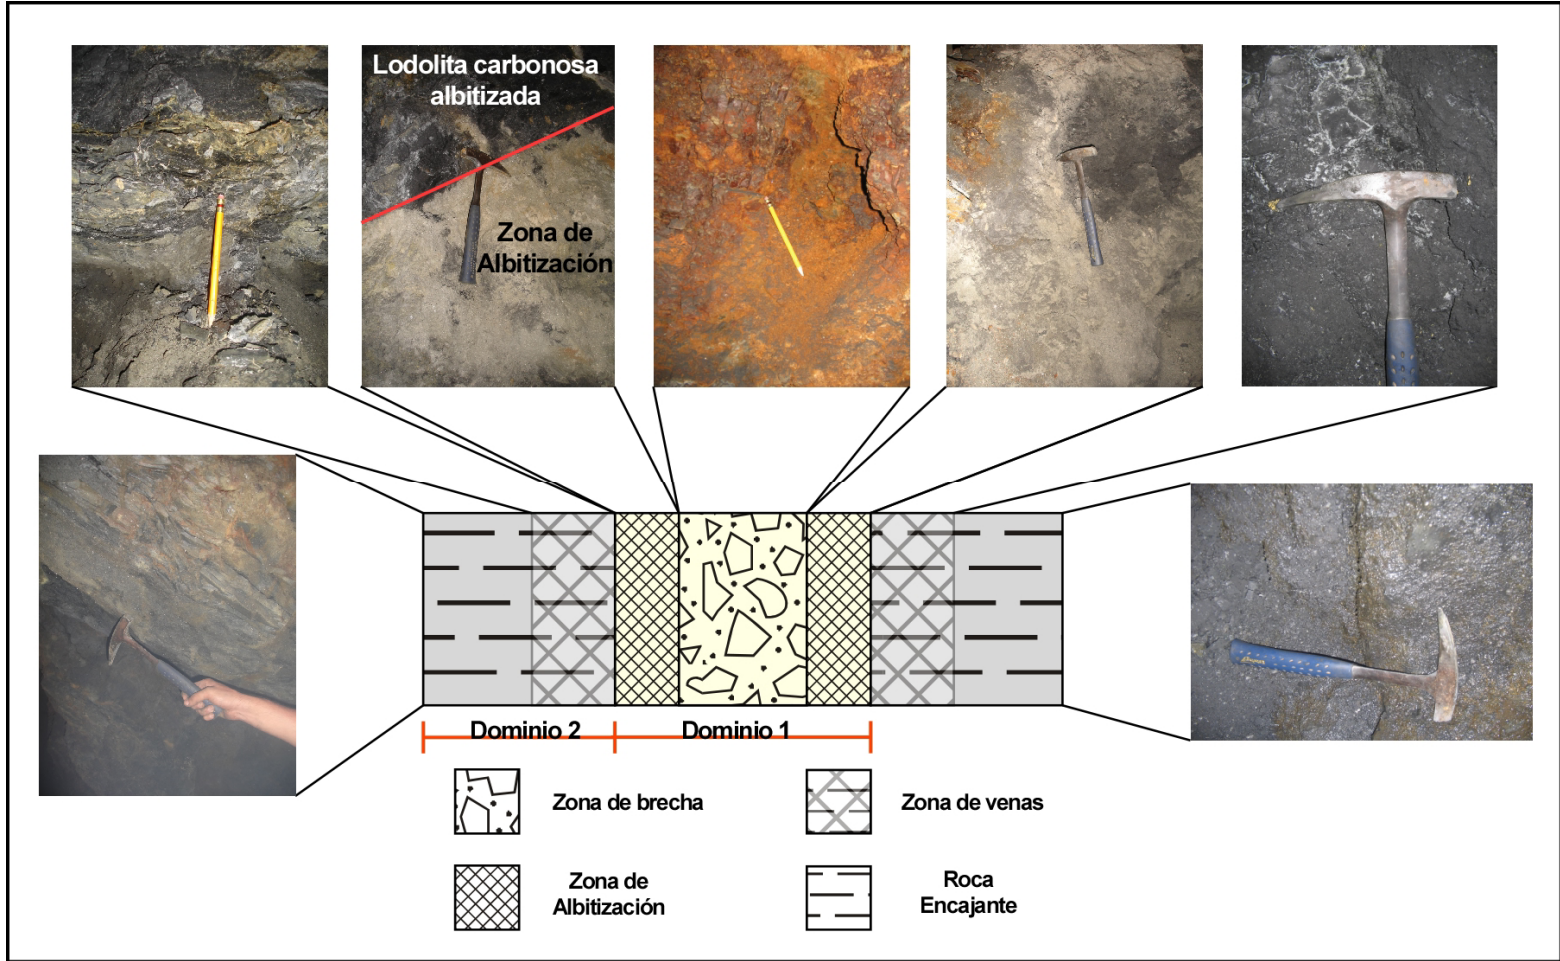 Lodolita carbonosa
albitizada
Zona de
Albitización
Dominio 2
Dominio 1
Zona de brecha
Zona de venas
Zona de
Albitización
Roca
Encajante